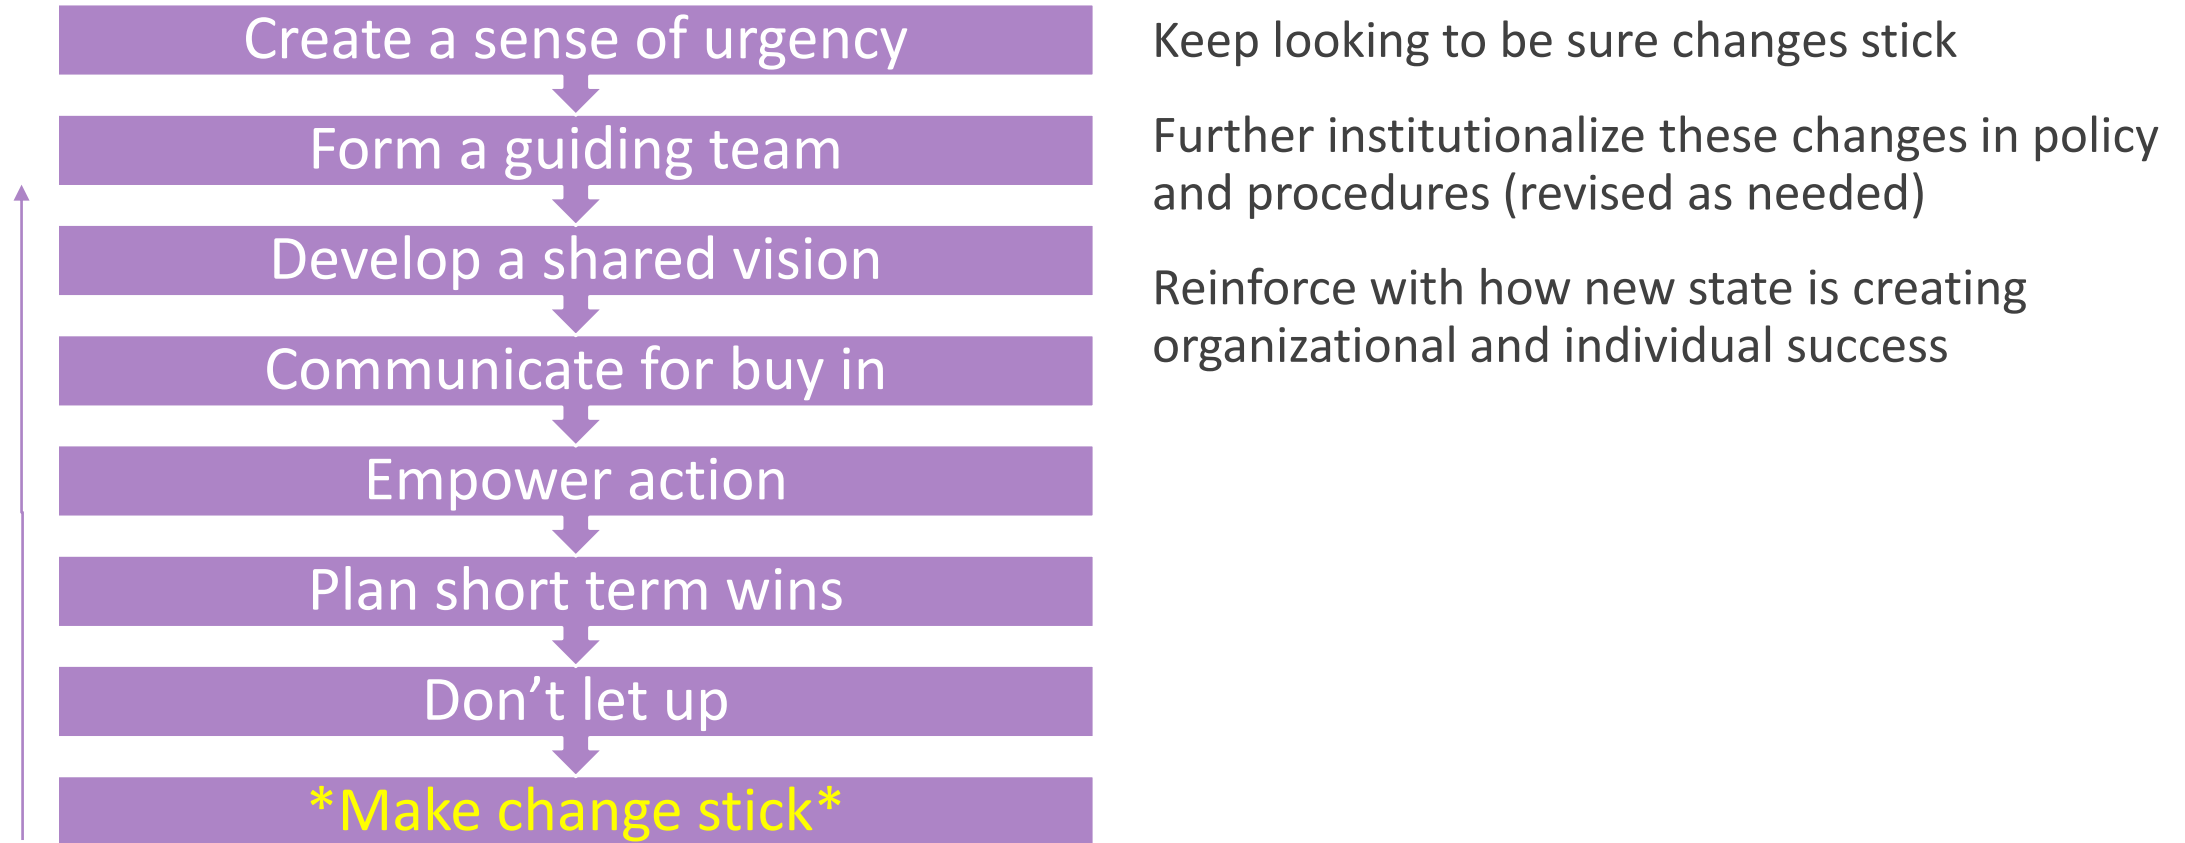 Create a sense of urgency
Form a guiding team
Develop a shared vision
Communicate for buy in
Empower action
Plan short term wins
Don’t let up
*Make change stick*
Keep looking to be sure changes stick
Further institutionalize these changes in policy
and procedures (revised as needed)
Reinforce with how new state is creating
organizational and individual success